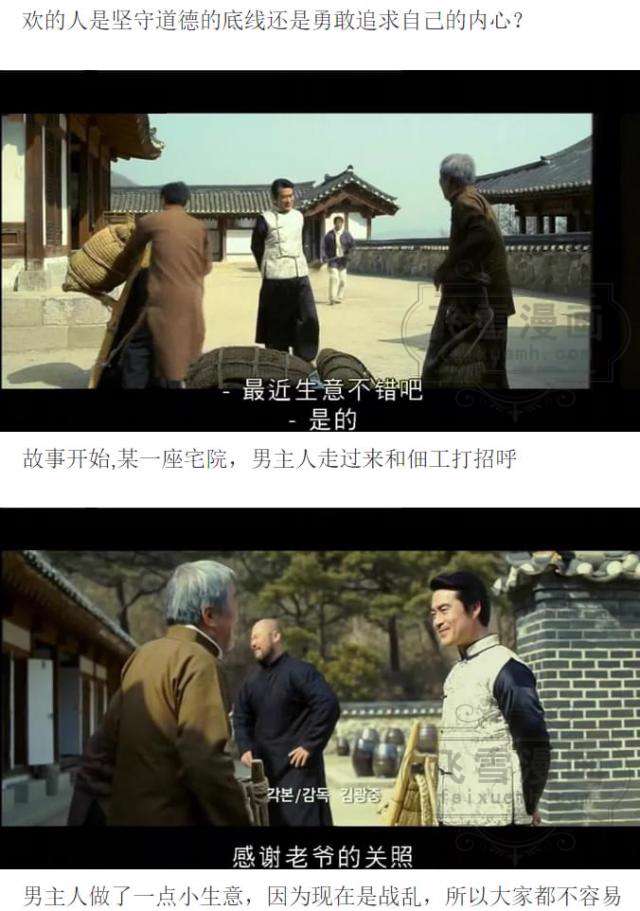 欢的人是坚守道德的底线还是勇敢追求自己的内心?
- 最近生意不错吧
- 是的
故事开始,某一座宅院，男主人走过来和佃工打招呼
각본/감독 김광중
感谢老爷的关照
男主人做了一点小生意，因为现在是战乱，所以大家都不容易